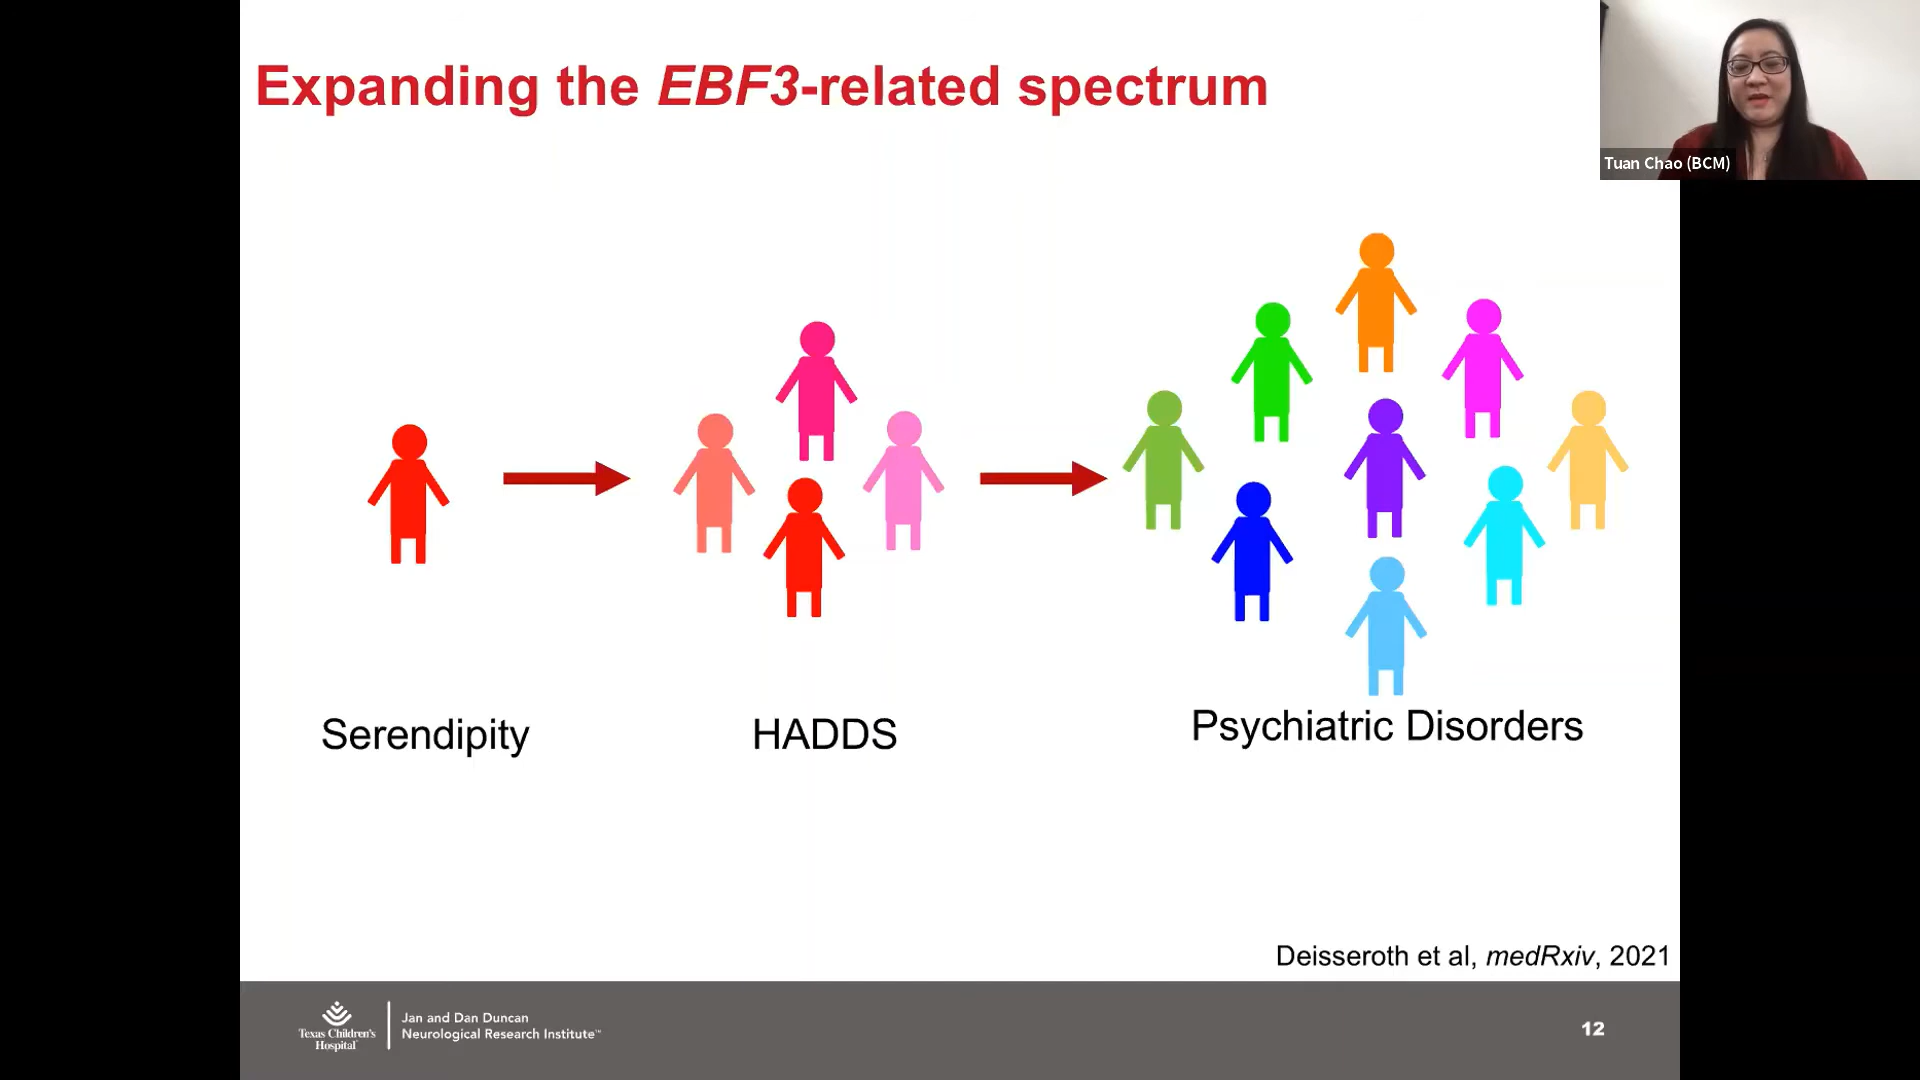 Expanding the EBF3-related spectrum
Tuan Chao (BCM)
Serendipity
HADDS
Psychiatric Disorders
Deisseroth et al, medRxiv, 2021
Texas Children's
Hospital
Jan and Dan Duncan
Neurological Research Institute™
12